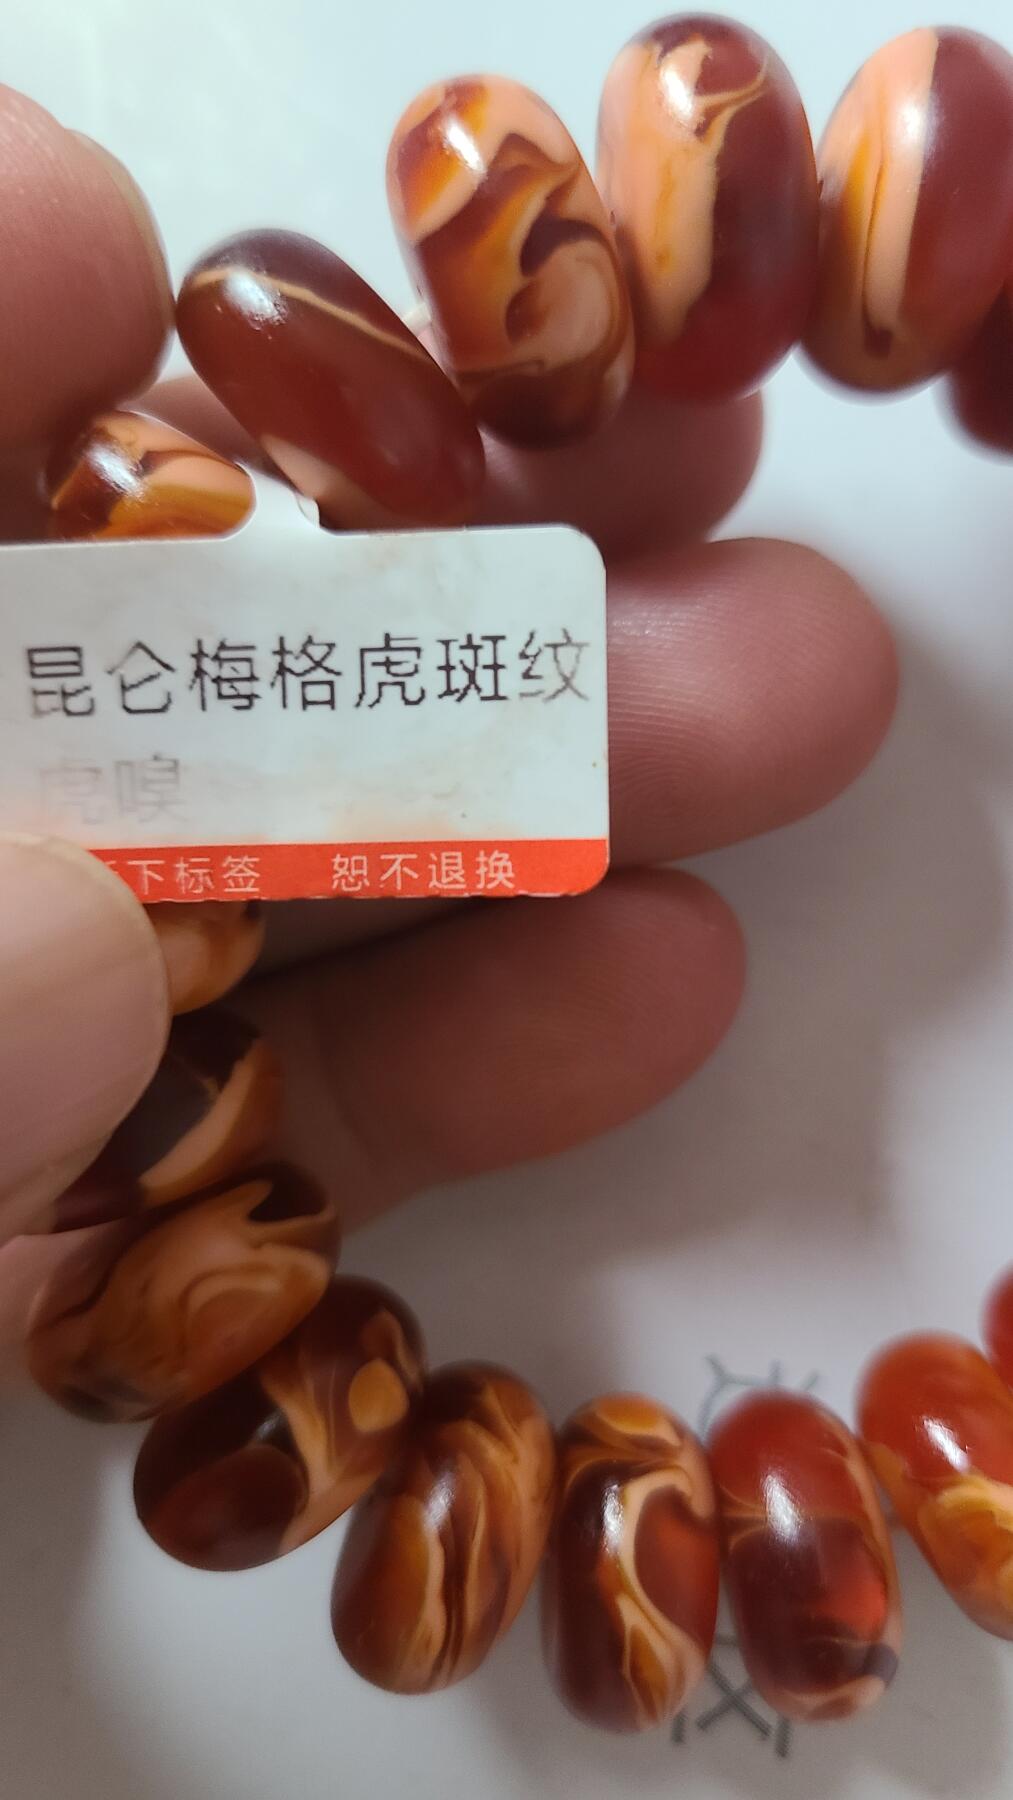 昆仑梅格虎斑纹
虎嗅
下标签 恕不退换